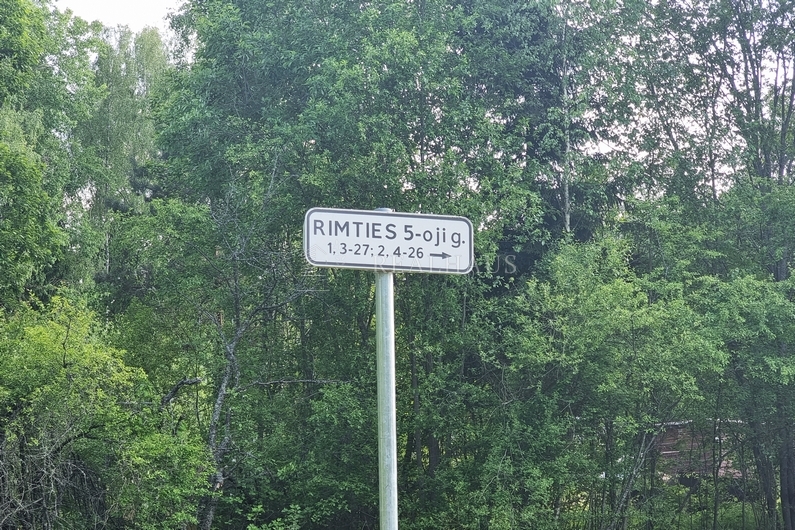 RIMTIES 5-oji g.
1, 3-27; 2, 4-26 →